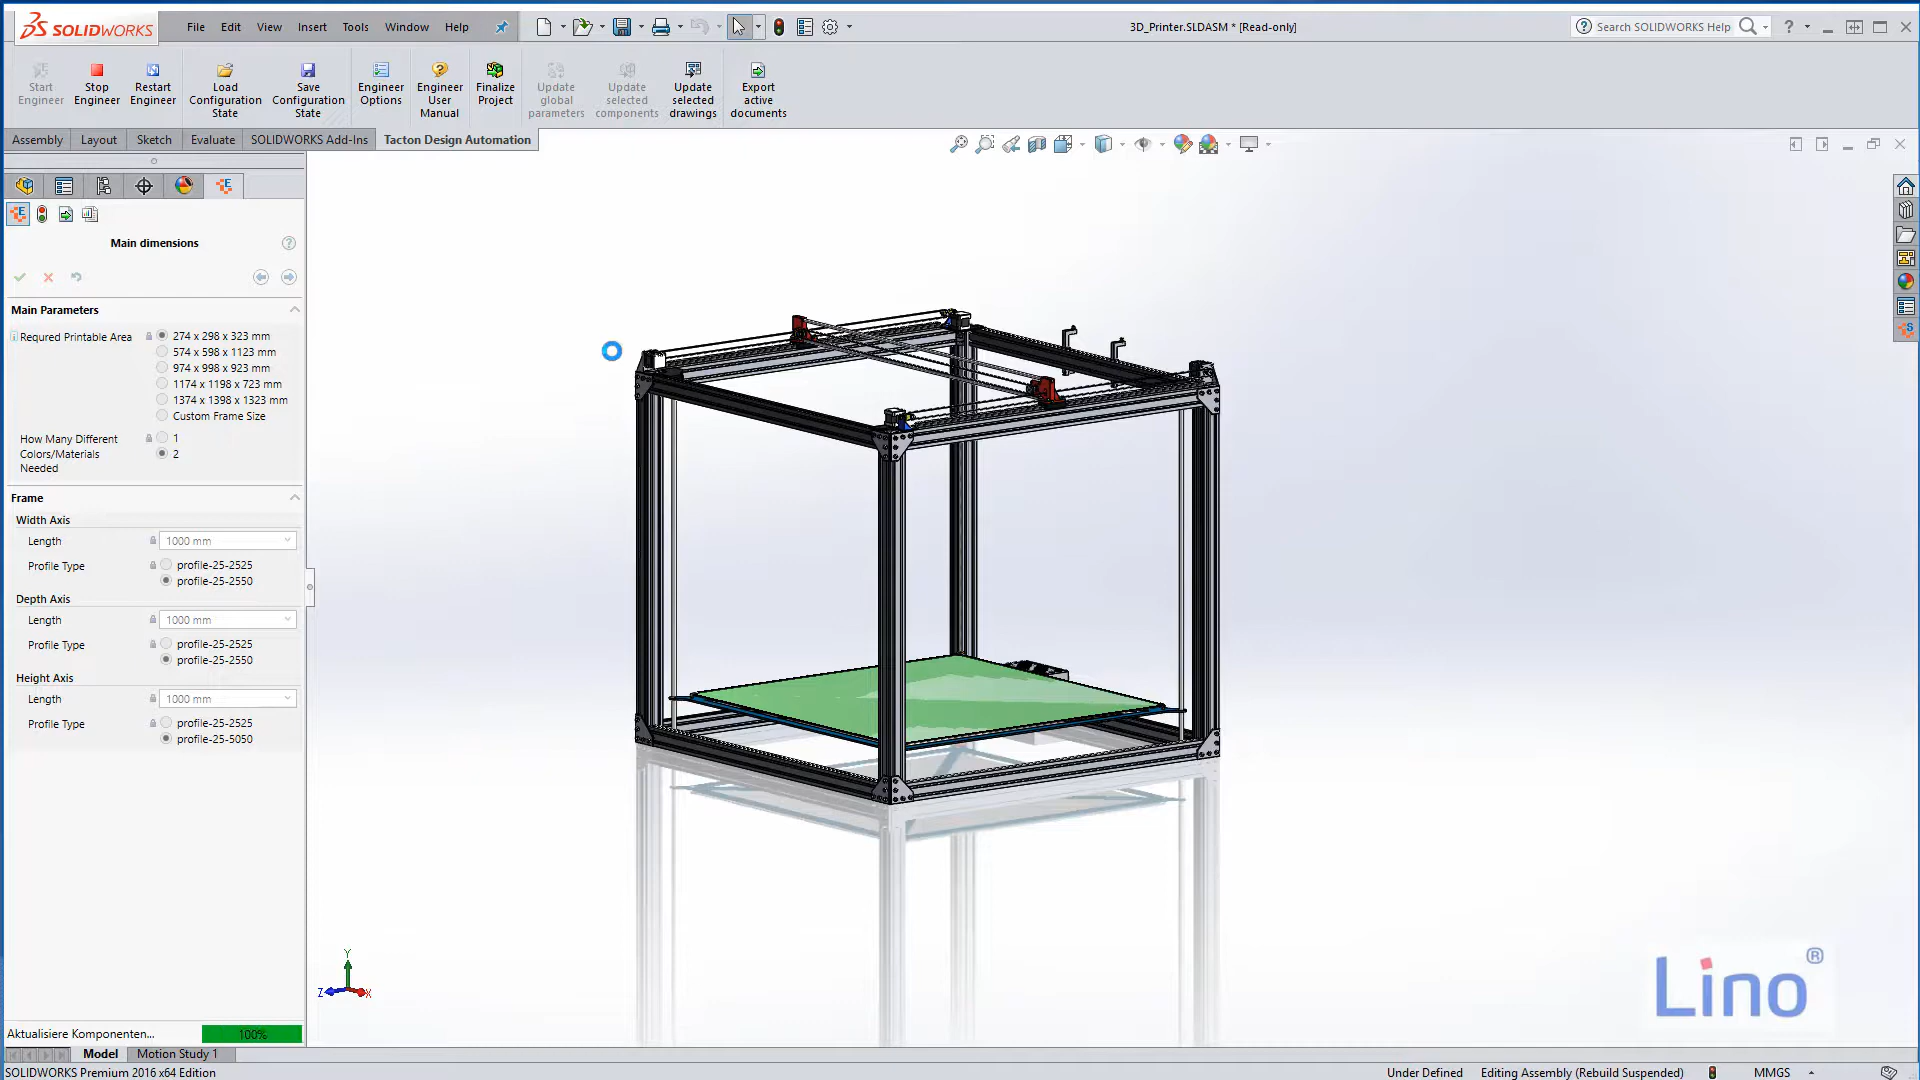 SOLIDWORKS
File Edit View Insert Tools Window Help
3D_Printer.SLDASM * [Read-only]
Search SOLIDWORKS Help
Start Engineer
Stop Engineer
Restart Engineer
Load Configuration State
Save Configuration State
Engineer Options
Engineer User Manual
Finalize Project
Update global parameters
Update selected components
Update selected drawings
Export active documents
Assembly Layout Sketch Evaluate SOLIDWORKS Add-Ins Tacton Design Automation
Main dimensions
Main Parameters
Requred Printable Area
274 x 298 x 323 mm
574 x 598 x 1123 mm
974 x 998 x 923 mm
1174 x 1198 x 723 mm
1374 x 1398 x 1323 mm
Custom Frame Size
How Many Different
Colors/Materials
Needed
1
2
Frame
Width Axis
Length 1000 mm
Profile Type profile-25-2525
profile-25-2550
Depth Axis
Length 1000 mm
Profile Type profile-25-2525
profile-25-2550
Height Axis
Length 1000 mm
Profile Type profile-25-2525
profile-25-5050
Y
Z X
Lino®
Aktualisiere Komponenten... 100%
Model Motion Study 1
SOLIDWORKS Premium 2016 x64 Edition
Under Defined Editing Assembly (Rebuild Suspended) MMGS